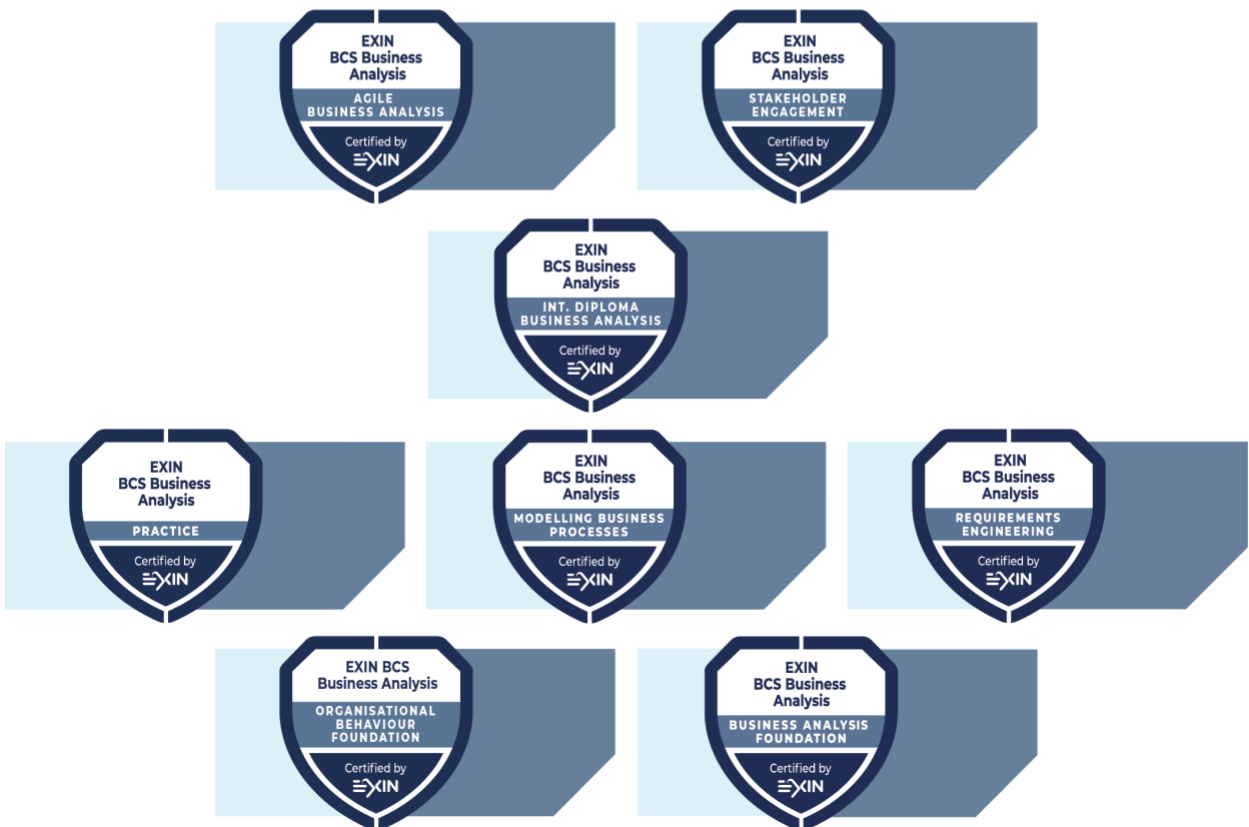 EXIN
BCS Business
Analysis
AGILE
BUSINESS ANALYSIS
Certified by
EXIN
EXIN
BCS Business
Analysis
STAKEHOLDER
ENGAGEMENT
Certified by
EXIN
EXIN
BCS Business
Analysis
INT. DIPLOMA
BUSINESS ANALYSIS
Certified by
EXIN
EXIN
BCS Business
Analysis
PRACTICE
Certified by
EXIN
EXIN
BCS Business
Analysis
MODELLING BUSINESS
PROCESSES
Certified by
EXIN
EXIN
BCS Business
Analysis
REQUIREMENTS
ENGINEERING
Certified by
EXIN
EXIN BCS
Business Analysis
ORGANISATIONAL
BEHAVIOUR
FOUNDATION
Certified by
EXIN
EXIN
BCS Business
Analysis
BUSINESS ANALYSIS
FOUNDATION
Certified by
EXIN